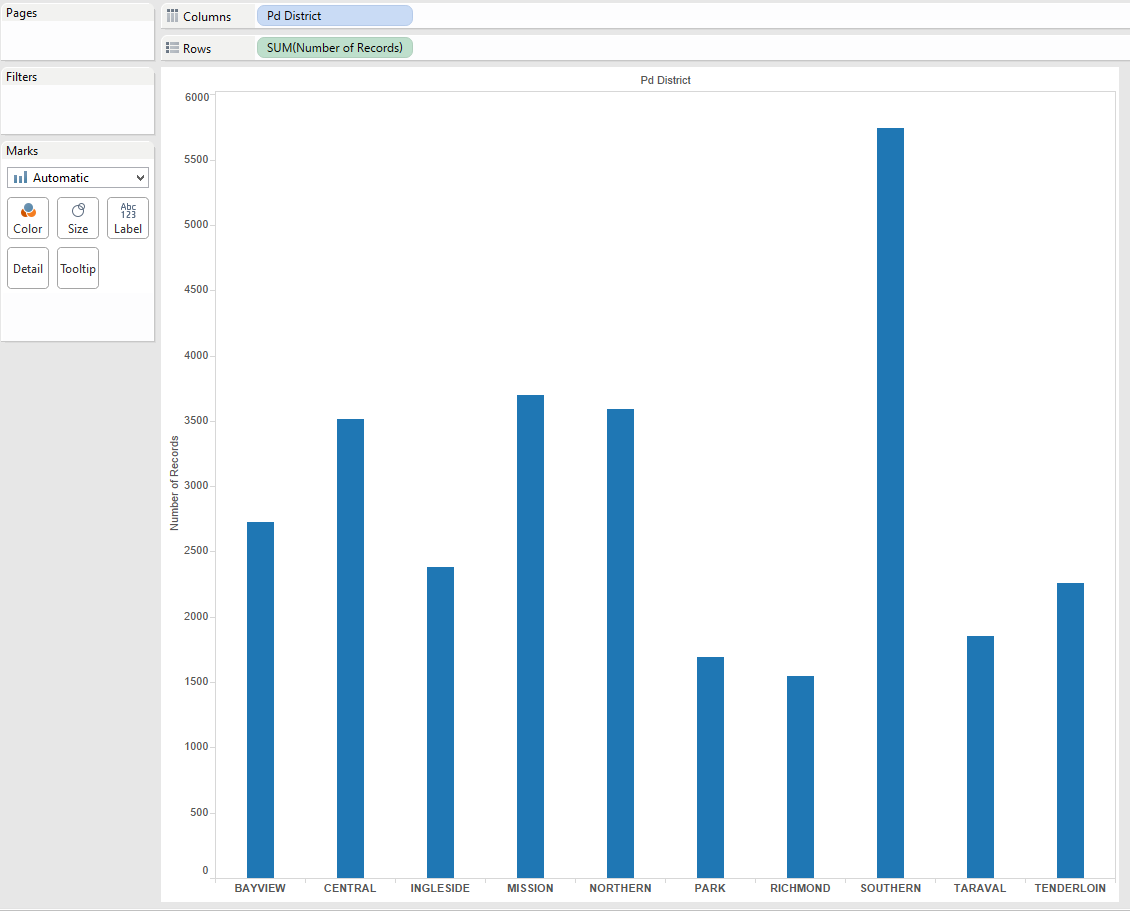 Pages
Columns
Pd District
Rows
SUM(Number of Records)
Filters
Marks
Automatic
Color
Size
Abc
123
Label
Detail
Tooltip
Pd District
Number of Records
6000
5500
5000
4500
4000
3500
3000
2500
2000
1500
1000
500
0
BAYVIEW CENTRAL INGLESIDE MISSION NORTHERN PARK RICHMOND SOUTHERN TARAVAL TENDERLOIN